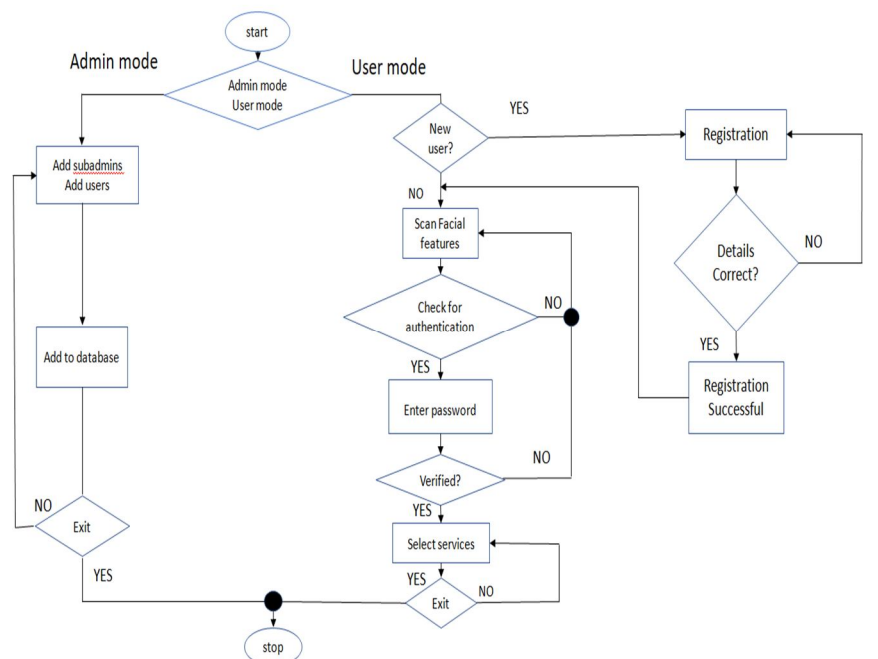 start
Admin mode
User mode
Admin mode
User mode
Add subadmins
Add users
Add to database
NO
Exit
YES
New
user?
YES
NO
Scan Facial
features
Check for
authentication
NO
YES
Enter password
Verified?
NO
YES
Select services
YES
Exit
NO
Registration
Details
Correct?
NO
YES
Registration
Successful
stop